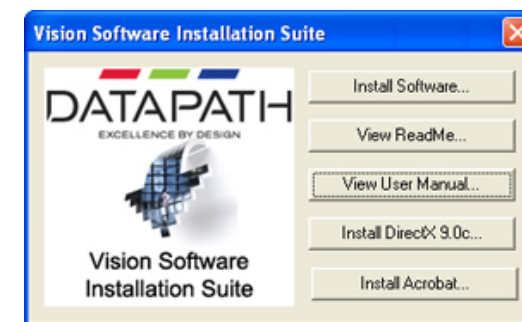 Vision Software Installation Suite
DATAPATH
EXCELLENCE BY DESIGN
Vision Software
Installation Suite
Install Software...
View ReadMe...
View User Manual...
Install DirectX 9.0c...
Install Acrobat...